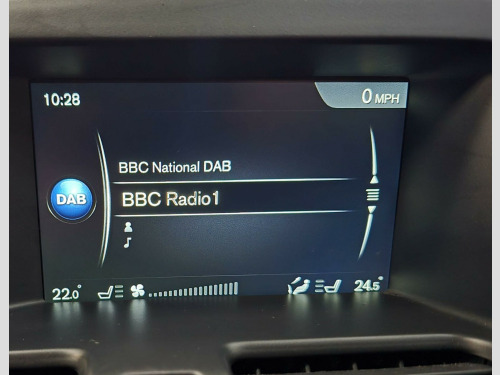 10:28
0 MPH
BBC National DAB
DAB
BBC Radio1
22.0°
24.5°